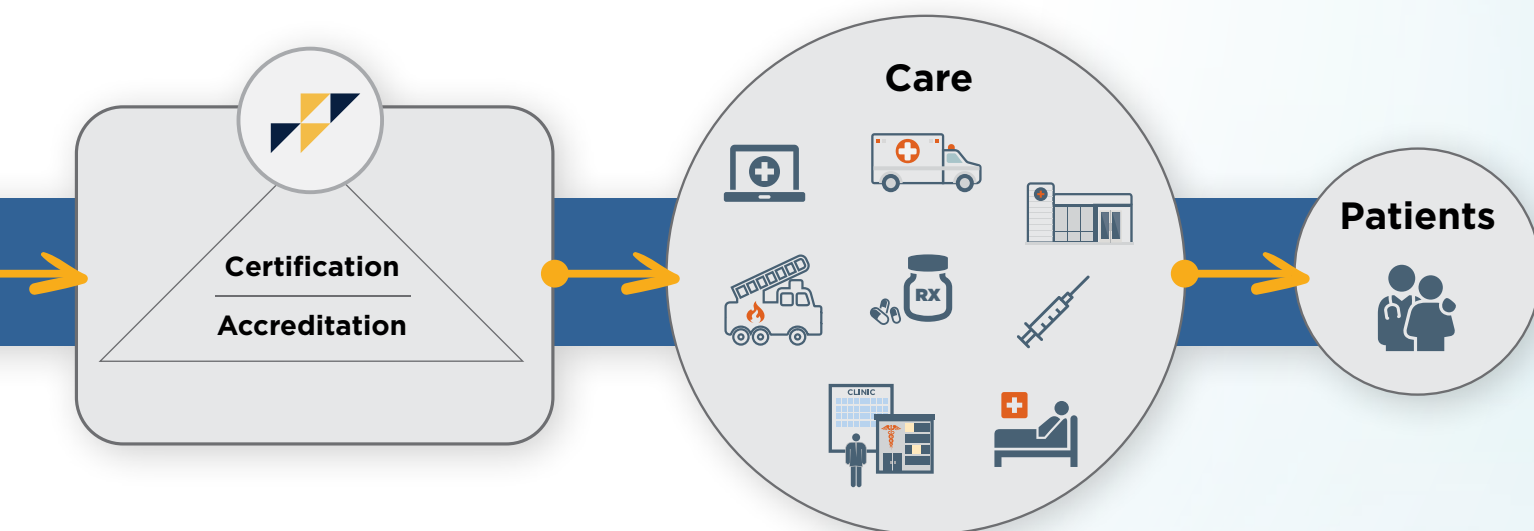 Certification
Accreditation
Care
RX
CLINIC
Patients